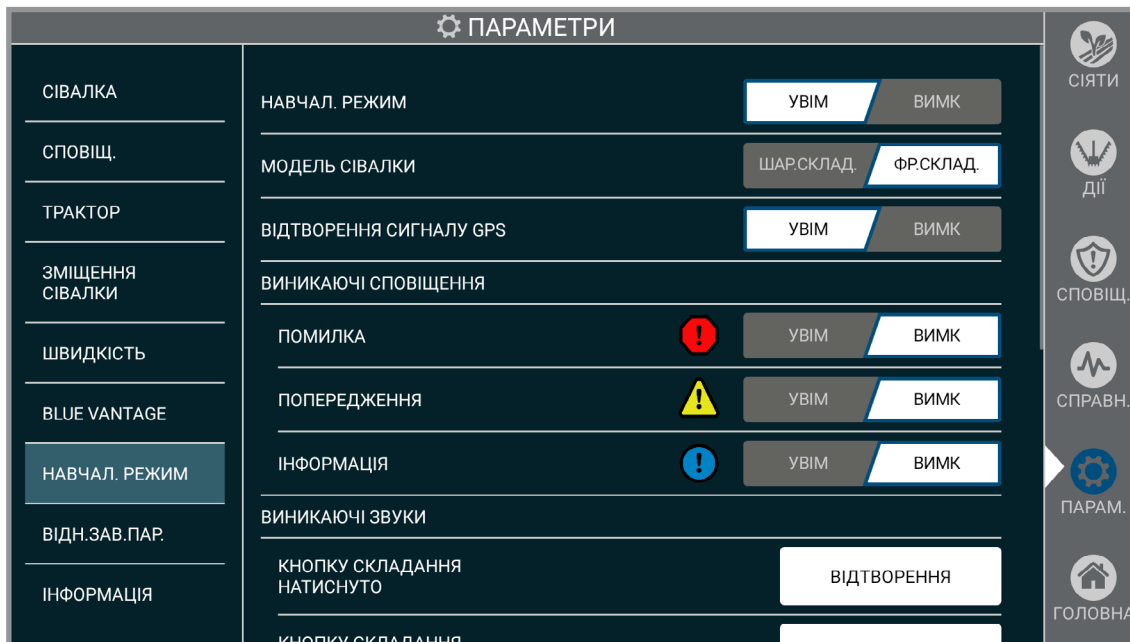 ПАРАМЕТРИ
СІВАЛКА
СПОВІЩ.
ТРАКТОР
ЗМІЩЕННЯ
СІВАЛКИ
ШВИДКІСТЬ
BLUE VANTAGE
НАВЧАЛ. РЕЖИМ
ВІДН.ЗАВ.ПАР.
ІНФОРМАЦІЯ
НАВЧАЛ. РЕЖИМ УВІМ ВИМК
МОДЕЛЬ СІВАЛКИ ШАР.СКЛАД. ФР.СКЛАД.
ВІДТВОРЕННЯ СИГНАЛУ GPS УВІМ ВИМК
ВИНИКАЮЧІ СПОВІЩЕННЯ
ПОМИЛКА УВІМ ВИМК
ПОПЕРЕДЖЕННЯ УВІМ ВИМК
ІНФОРМАЦІЯ УВІМ ВИМК
ВИНИКАЮЧІ ЗВУКИ
КНОПКУ СКЛАДАННЯ
НАТИСНУТО
ВІДТВОРЕННЯ
КНОПКУ СКЛАДАННЯ
СІЯТИ
ДІЇ
СПОВІЩ.
СПРАВН.
ПАРАМ.
ГОЛОВНА